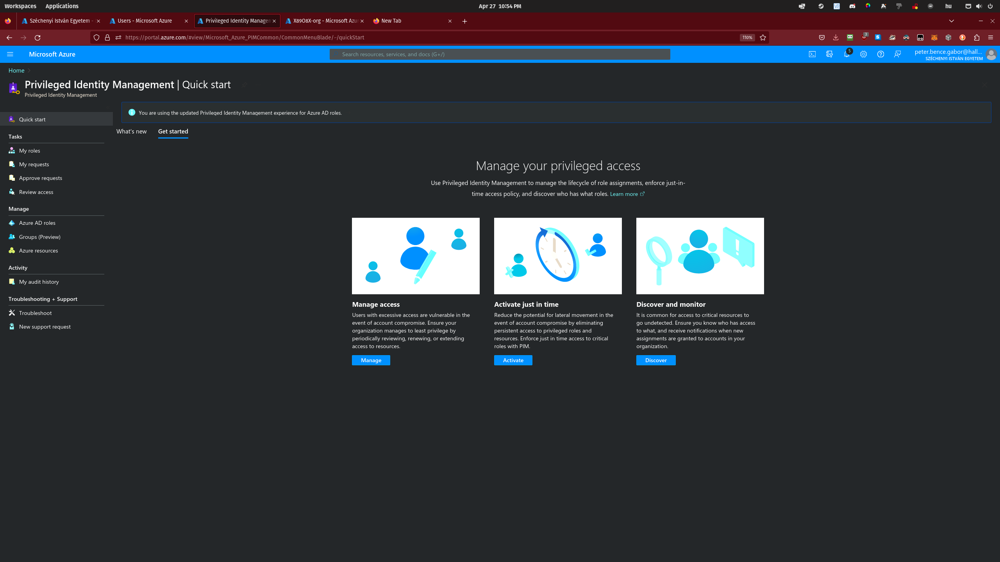 Workspaces Applications Apr 27 10:54 PM hu
Széchenyi István Egyetem - Users - Microsoft Azure Privileged Identity Managem X89O8X-org - Microsoft Azur New Tab
https://portal.azure.com/#view/Microsoft_Azure_PIMCommon/CommonMenuBlade/~/quickStart 110% 3
Microsoft Azure Search resources, services, and docs (G+/) 5 peter.bence.gabor@hall...
SZÉCHENYI ISTVÁN EGYETEM
Home
Privileged Identity Management | Quick start
Privileged Identity Management
You are using the updated Privileged Identity Management experience for Azure AD roles.
Quick start
Tasks
My roles
My requests
Approve requests
Review access
Manage
Azure AD roles
Groups (Preview)
Azure resources
Activity
My audit history
Troubleshooting + Support
Troubleshoot
New support request
What's new Get started
Manage your privileged access
Use Privileged Identity Management to manage the lifecycle of role assignments, enforce just-in-
time access policy, and discover who has what roles. Learn more
Manage access
Users with excessive access are vulnerable in the
event of account compromise. Ensure your
organization manages to least privilege by
periodically reviewing, renewing, or extending
access to resources.
Manage
Activate just in time
Reduce the potential for lateral movement in the
event of account compromise by eliminating
persistent access to privileged roles and
resources. Enforce just in time access to critical
roles with PIM.
Activate
Discover and monitor
It is common for access to critical resources to
go undetected. Ensure you know who has access
to what, and receive notifications when new
assignments are granted to accounts in your
organization.
Discover